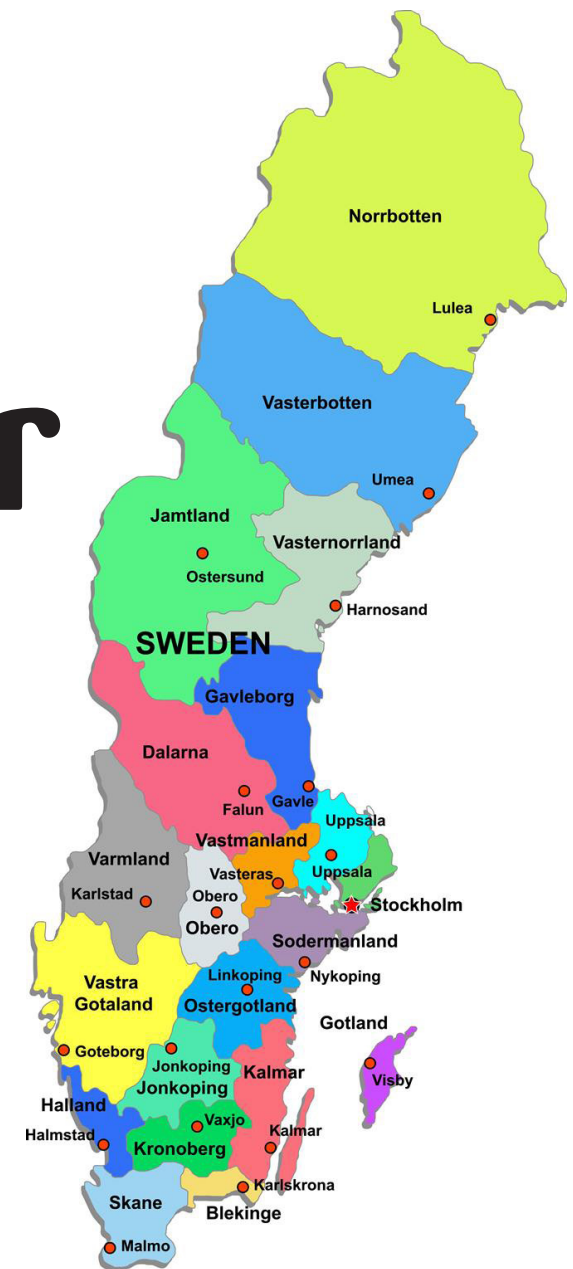 Norrbotten
Lulea
Vasterbotten
Umea
Jamtland
Vasternorrland
Ostersund
Harnosand
SWEDEN
Gavleborg
Dalarna
Falun
Gavle
Uppsala
Vastmanland
Varmland
Uppsala
Vasteras
Karlstad
Obero
Stockholm
Obero
Sodermanland
Linkoping
Nykoping
Vastra
Gotaland
Ostergotland
Gotland
Goteborg
Jonkoping
Kalmar
Visby
Jonkoping
Halland
Vaxjo
Halmstad
Kalmar
Kronoberg
Karlskrona
Skane
Blekinge
Malmo
r